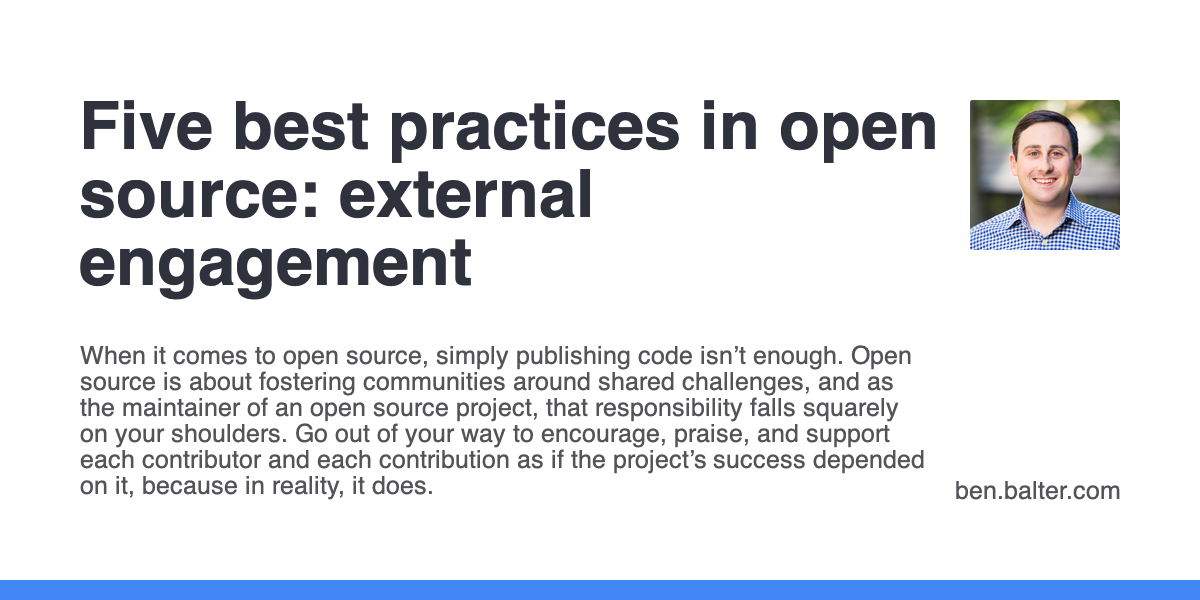 Five best practices in open
source: external
engagement
When it comes to open source, simply publishing code isn’t enough. Open
source is about fostering communities around shared challenges, and as
the maintainer of an open source project, that responsibility falls squarely
on your shoulders. Go out of your way to encourage, praise, and support
each contributor and each contribution as if the project’s success depended
on it, because in reality, it does.
ben.balter.com